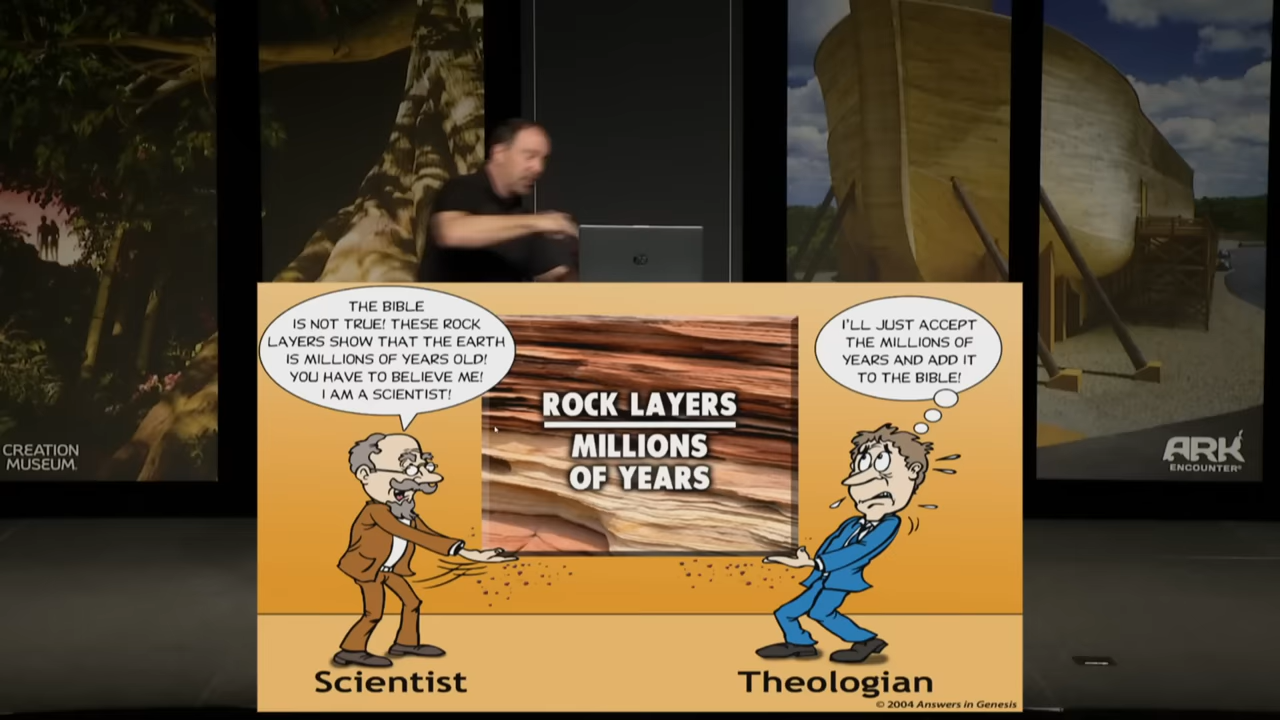 THE BIBLE
IS NOT TRUE! THESE ROCK
LAYERS SHOW THAT THE EARTH
IS MILLIONS OF YEARS OLD!
YOU HAVE TO BELIEVE ME!
I AM A SCIENTIST!
I'LL JUST ACCEPT
THE MILLIONS OF
YEARS AND ADD IT
TO THE BIBLE!
ROCK LAYERS
MILLIONS
OF YEARS
CREATION
MUSEUM
ARK
ENCOUNTER
Scientist
Theologian
© 2004 Answers in Genesis